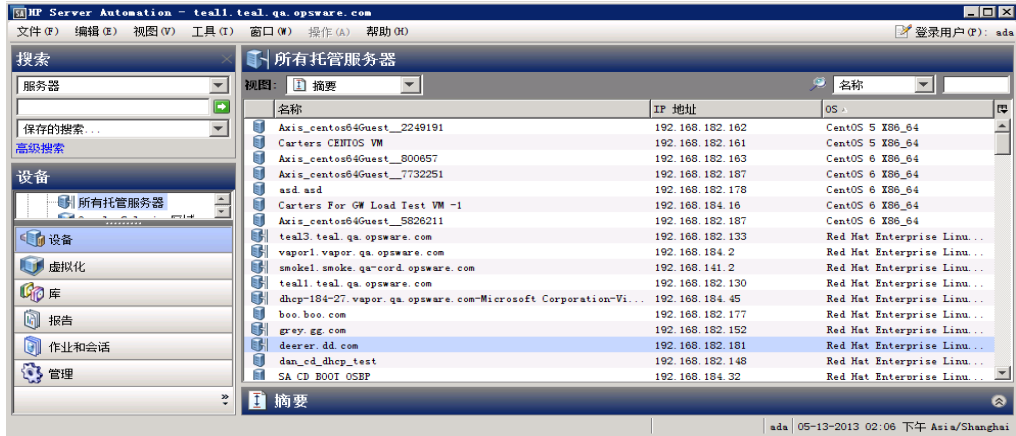 HP Server Automation - teal1.teal.qa.opsware.com
文件(F) 编辑(E) 视图(V) 工具(T) 窗口(W) 操作(A) 帮助(H) 登录用户(P): ada
搜索
服务器
保存的搜索...
高级搜索
设备
所有托管服务器
设备
虚拟化
库
报告
作业和会话
管理
所有托管服务器
视图: 摘要 名称
名称 IP 地址 OS
Axis_centos64Guest__2249191 192.168.182.162 CentOS 5 X86_64
Carters CENTOS VM 192.168.182.161 CentOS 5 X86_64
Axis_centos64Guest__800657 192.168.182.163 CentOS 6 X86_64
Axis_centos64Guest__7732251 192.168.182.187 CentOS 6 X86_64
asd.asd 192.168.182.178 CentOS 6 X86_64
Carters For GW Load Test VM -1 192.168.184.16 CentOS 6 X86_64
Axis_centos64Guest__5826211 192.168.182.187 CentOS 6 X86_64
teal3.teal.qa.opsware.com 192.168.182.133 Red Hat Enterprise Linu...
vapor1.vapor.qa.opsware.com 192.168.184.2 Red Hat Enterprise Linu...
smoke1.smoke.qa-cord.opsware.com 192.168.141.2 Red Hat Enterprise Linu...
teal1.teal.qa.opsware.com 192.168.182.130 Red Hat Enterprise Linu...
dhcp-184-27.vapor.qa.opsware.com-Microsoft Corporation-Vi... 192.168.184.45 Red Hat Enterprise Linu...
boo.boo.com 192.168.182.177 Red Hat Enterprise Linu...
grey.gg.com 192.168.182.152 Red Hat Enterprise Linu...
deerer.dd.com 192.168.182.181 Red Hat Enterprise Linu...
dan_cd_dhcp_test 192.168.182.148 Red Hat Enterprise Linu...
SA CD BOOT OSBP 192.168.184.32 Red Hat Enterprise Linu...
摘要
ada 05-13-2013 02:06 下午 Asia/Shanghai